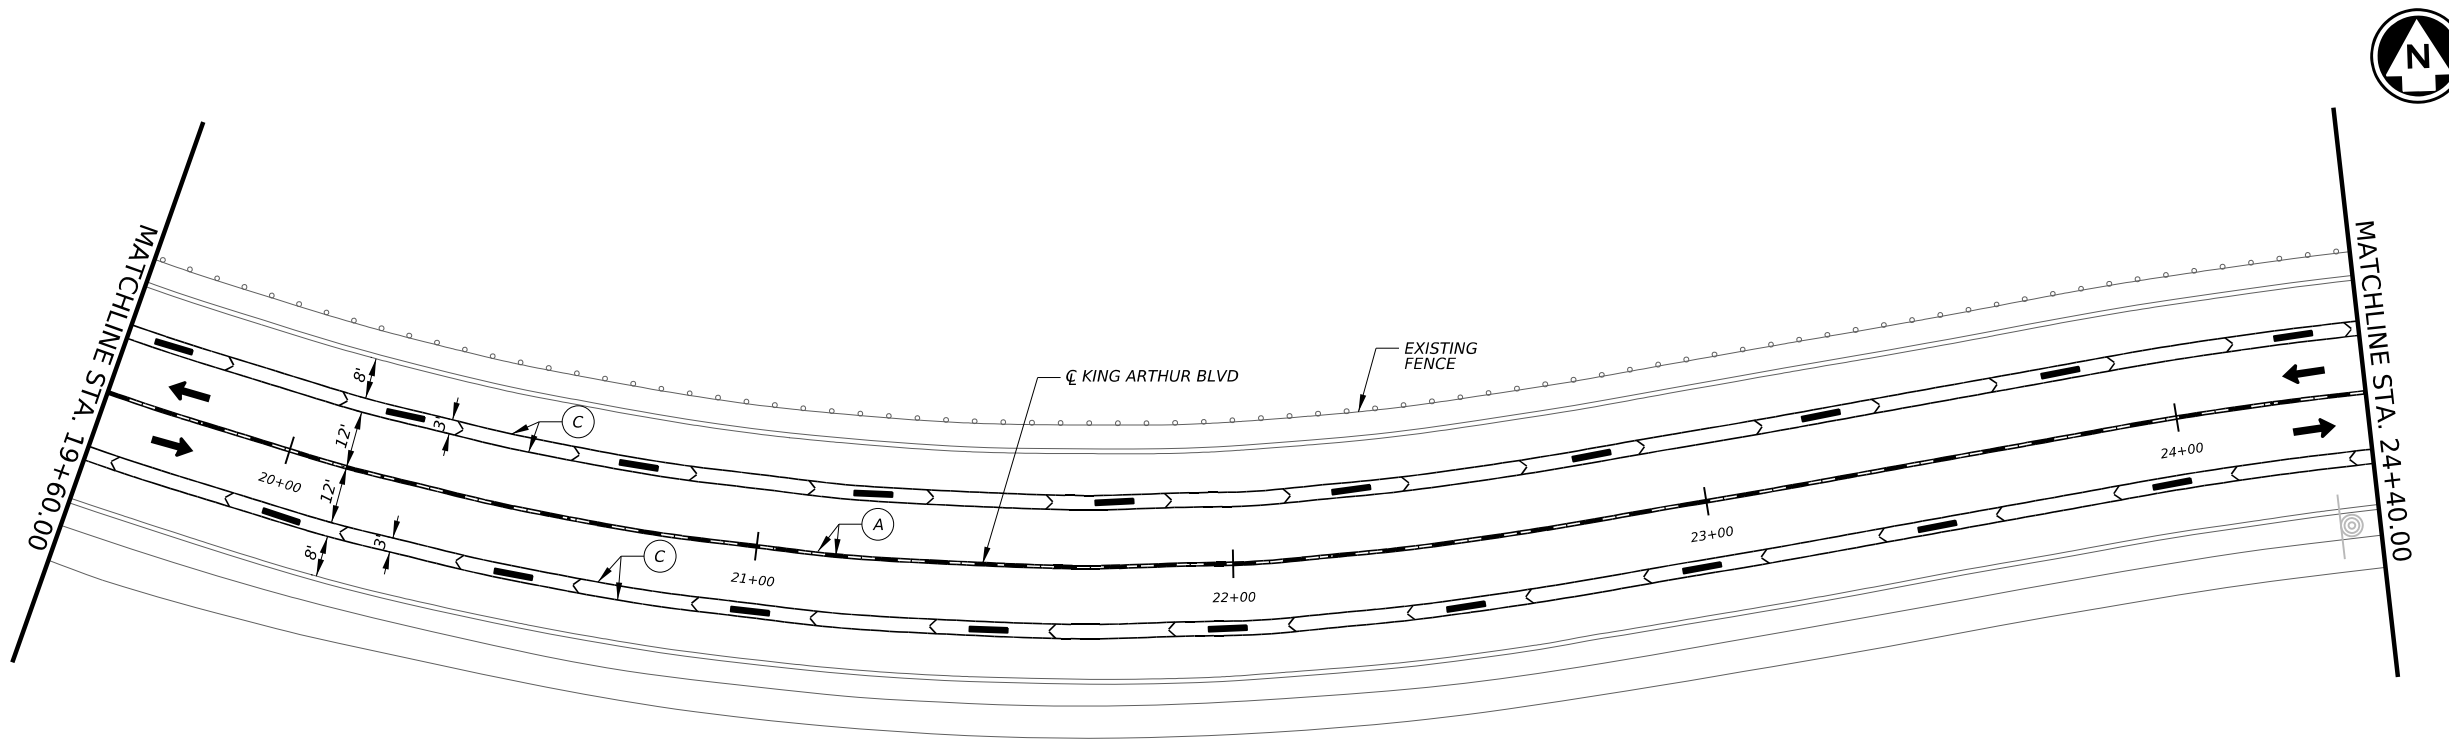 N
MATCHLINE STA. 19+60.00
8'
3'
12'
12'
3'
8'
20+00
C
C
A
21+00
℄ KING ARTHUR BLVD
EXISTING
FENCE
22+00
23+00
24+00
MATCHLINE STA. 24+40.00